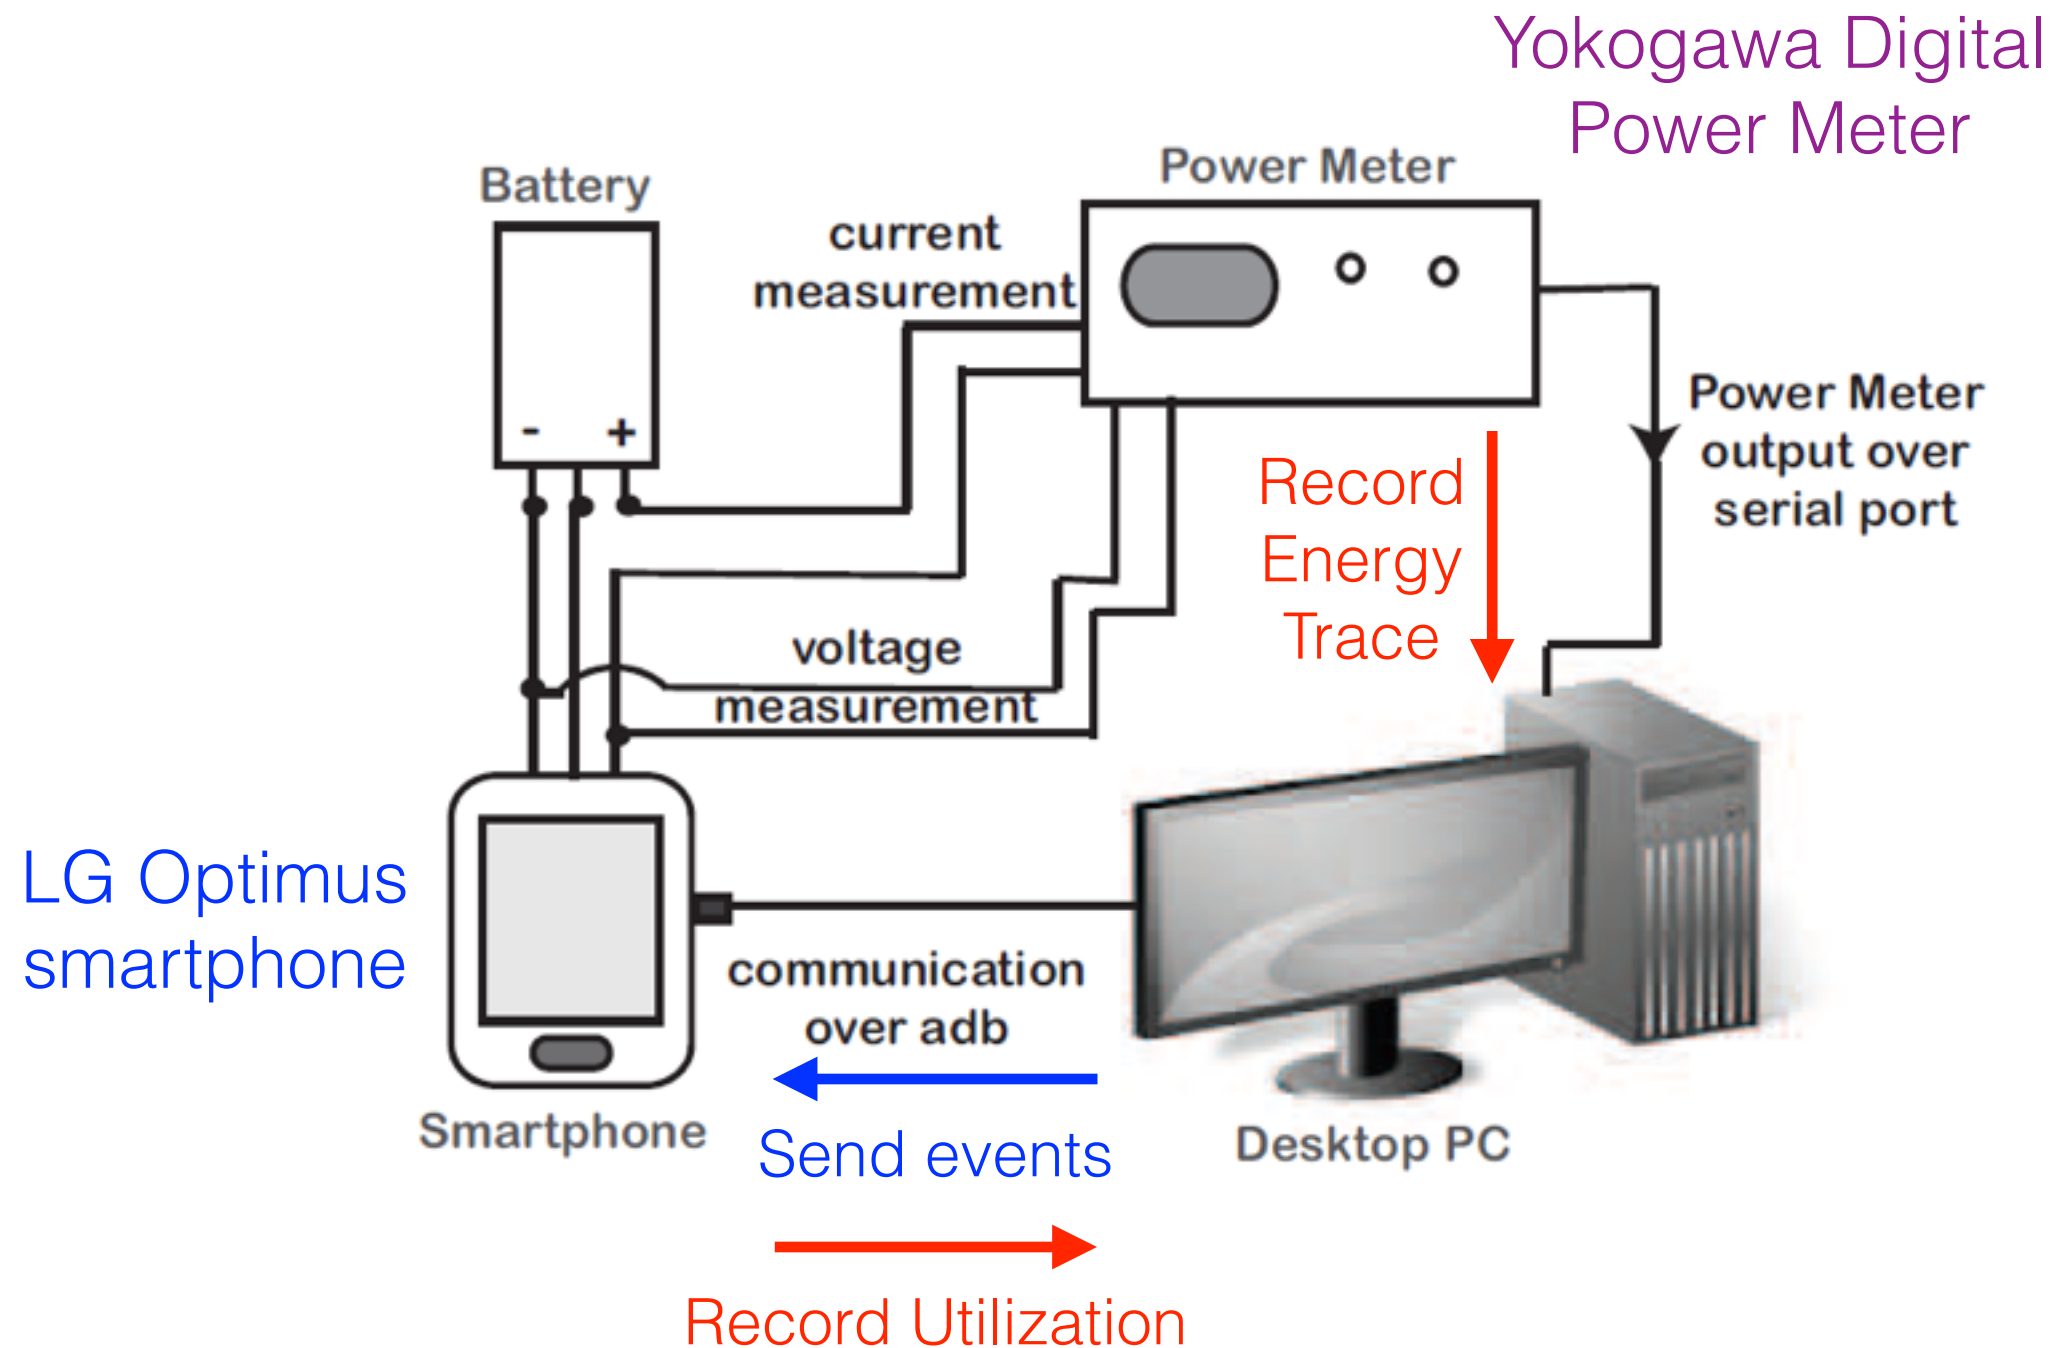 Yokogawa Digital
Power Meter
Power Meter
Battery
current
measurement
-
+
Power Meter
output over
serial port
Record
Energy
Trace
voltage
measurement
LG Optimus
smartphone
communication
over adb
Smartphone
Send events
Desktop PC
Record Utilization